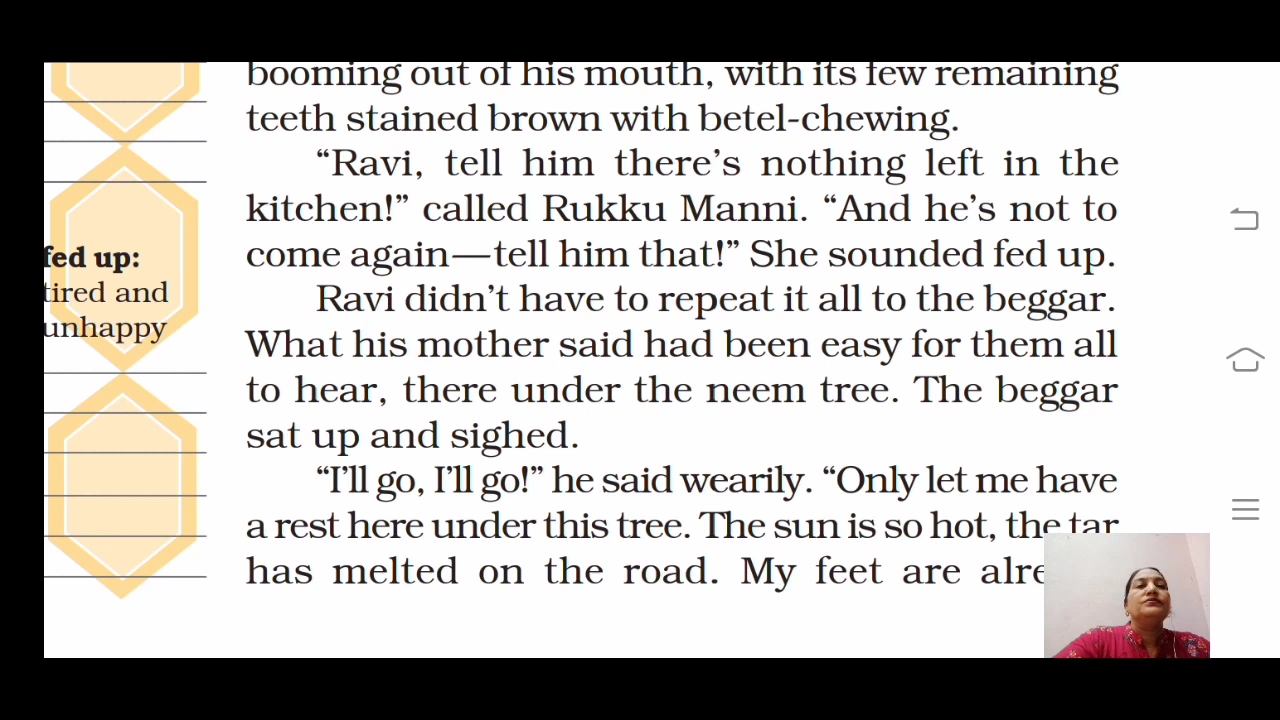 booming out of his mouth, with its few remaining
teeth stained brown with betel-chewing.
“Ravi, tell him there’s nothing left in the
kitchen!” called Rukku Manni. “And he’s not to
come again—tell him that!” She sounded fed up.
fed up:
tired and
unhappy
Ravi didn’t have to repeat it all to the beggar.
What his mother said had been easy for them all
to hear, there under the neem tree. The beggar
sat up and sighed.
“I’ll go, I’ll go!” he said wearily. “Only let me have
a rest here under this tree. The sun is so hot, the tar
has melted on the road. My feet are